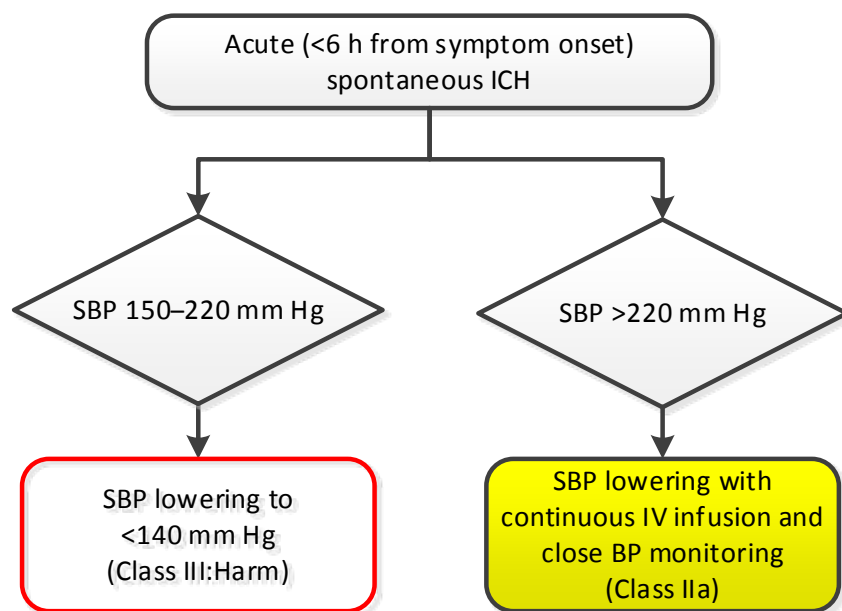 Acute (<6 h from symptom onset)
spontaneous ICH
SBP 150–220 mm Hg
SBP >220 mm Hg
SBP lowering to
<140 mm Hg
(Class III:Harm)
SBP lowering with
continuous IV infusion and
close BP monitoring
(Class IIa)